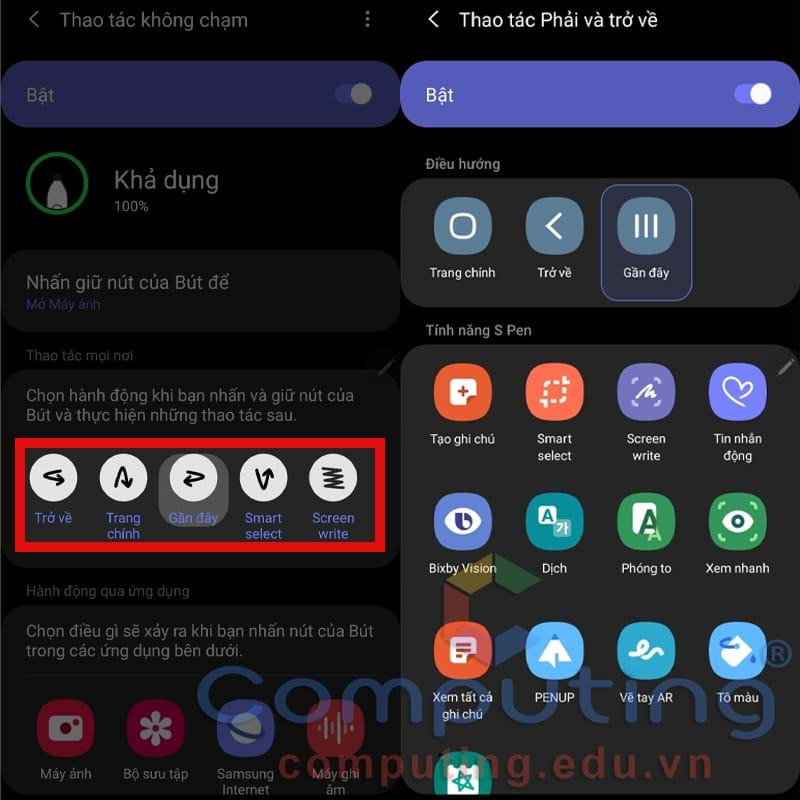 Thao tác không chạm
Bật
Khả dụng
100%
Nhấn giữ nút của Bút để
Mở Máy ảnh
Thao tác mọi nơi
Chọn hành động khi bạn nhấn và giữ nút của
Bút và thực hiện những thao tác sau.
Trở về
Trang
chính
Gần đây
Smart
select
Screen
write
Hành động qua ứng dụng
Chọn điều gì sẽ xảy ra khi bạn nhấn nút của Bút
trong các ứng dụng bên dưới.
Máy ảnh
Bộ sưu tập
Samsung
Internet
Máy ghi
âm
Thao tác Phải và trở về
Bật
Điều hướng
Trang chính
Trở về
Gần đây
Tính năng S Pen
Tạo ghi chú
Smart
select
Screen
write
Tin nhắn
động
Bixby Vision
Dịch
Phóng to
Xem nhanh
Xem tất cả
ghi chú
PENUP
Vẽ tay AR
Tô màu
Computing®
computing.edu.vn